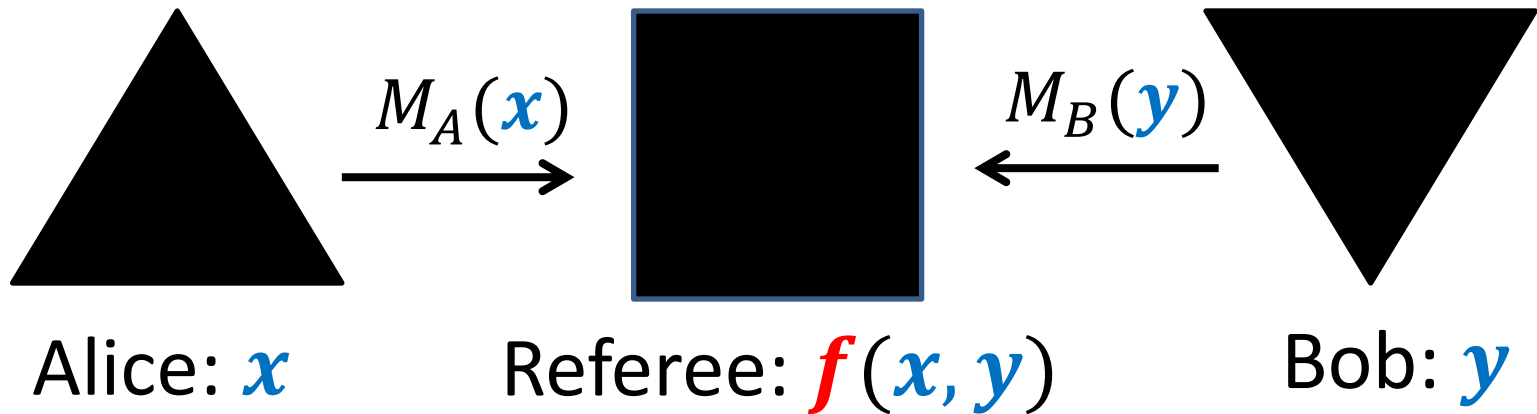 M_A(x)
M_B(y)
Alice: x
Referee: f(x, y)
Bob: y